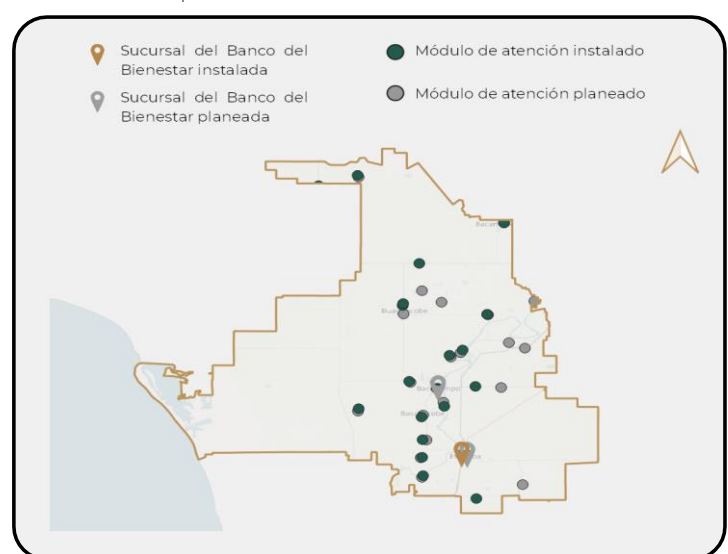 Sucursal del Banco del
Bienestar instalada
Sucursal del Banco del
Bienestar planeada
Módulo de atención instalado
Módulo de atención planeado